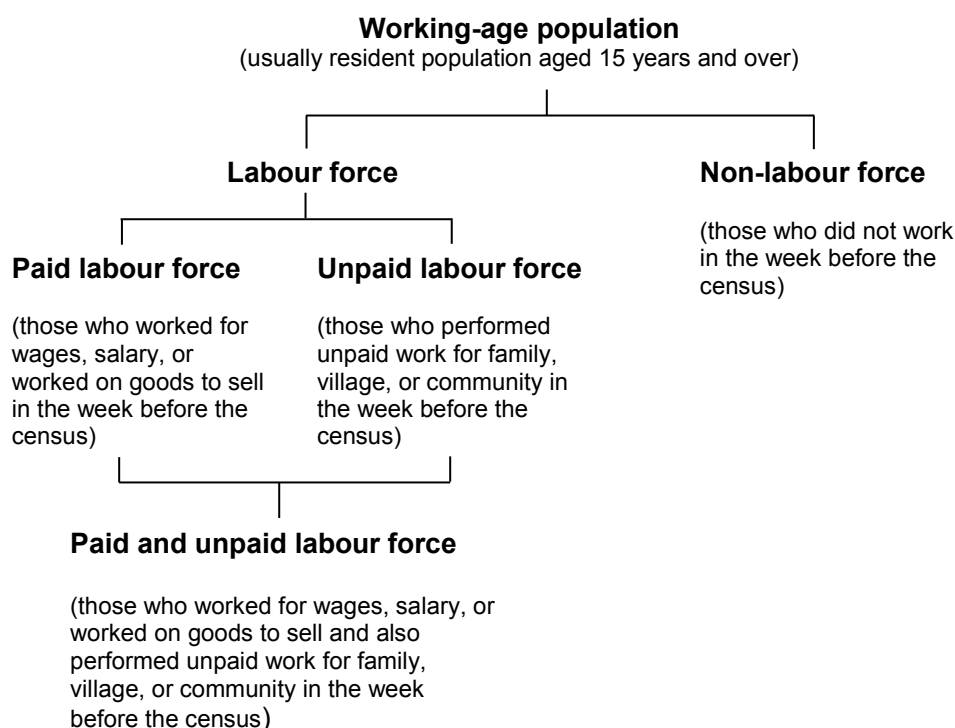 Working-age population
(usually resident population aged 15 years and over)
Labour force
Non-labour force
(those who did not work
in the week before the
census)
Paid labour force
(those who worked for
wages, salary, or
worked on goods to sell
in the week before the
census)
Unpaid labour force
(those who performed
unpaid work for family,
village, or community in
the week before the
census)
Paid and unpaid labour force
(those who worked for wages, salary, or
worked on goods to sell and also
performed unpaid work for family,
village, or community in the week
before the census)